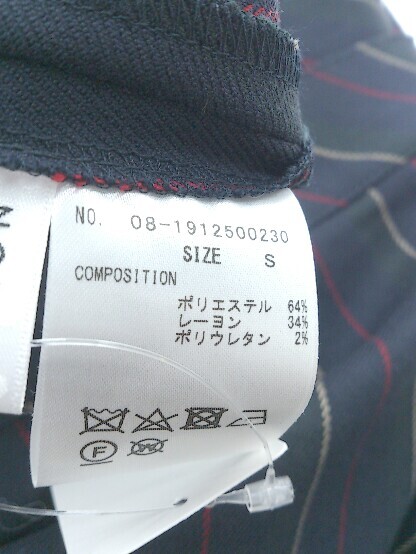 NO. 08-1912500230
SIZE S
COMPOSITION
ポリエステル 64%
レーヨン 34%
ポリウレタン 2%
F